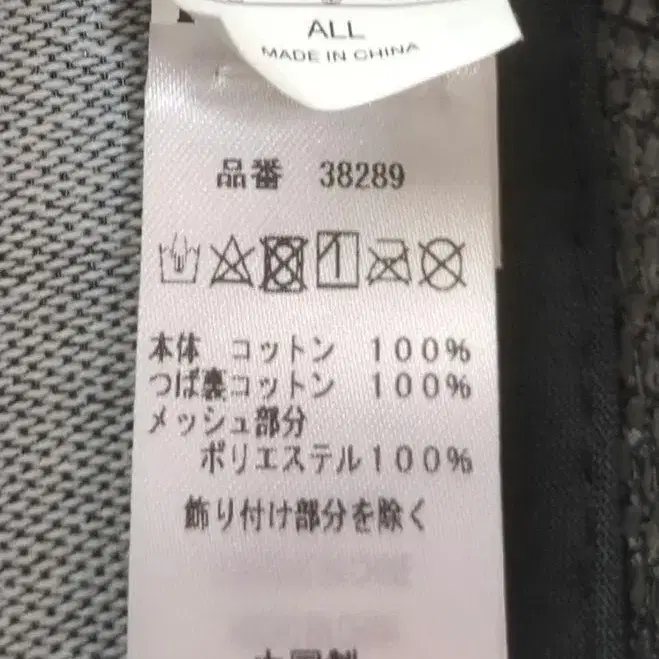 ALL
MADE IN CHINA
品番 38289
本体 コットン 100%
つば裏コットン 100%
メッシュ部分
ポリエステル100%
飾り付け部分を除く